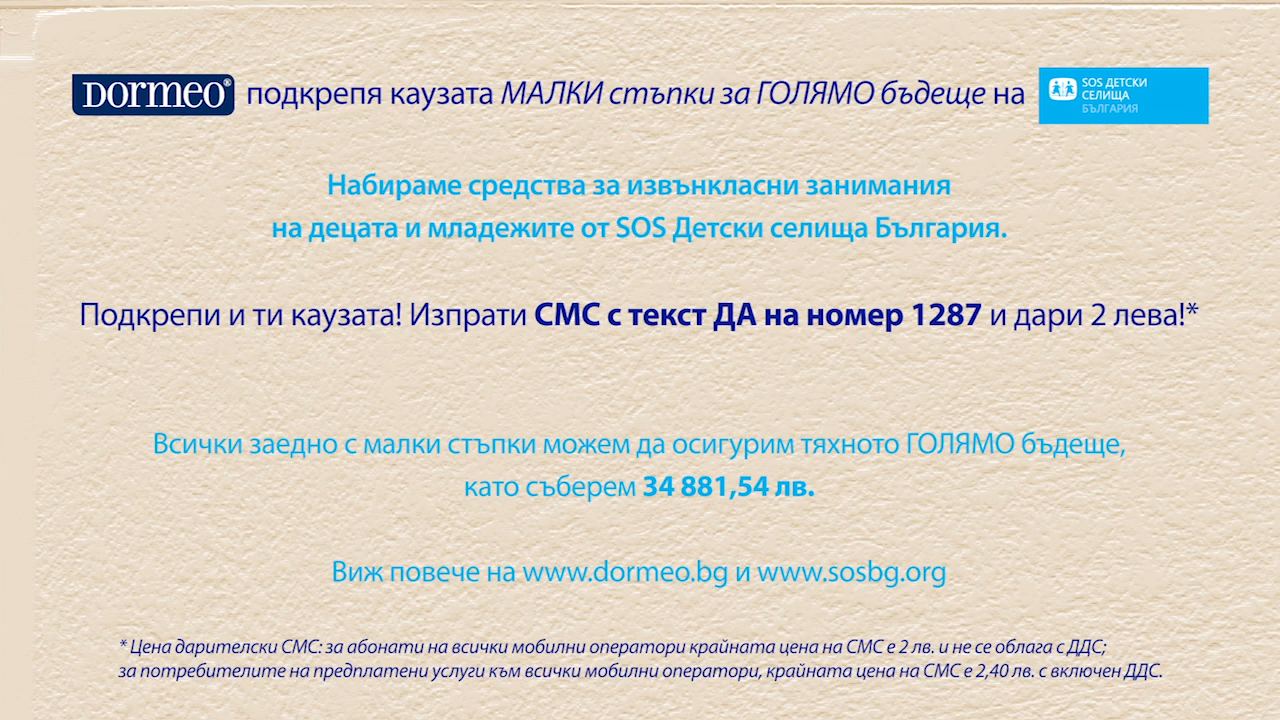 DORMEO® подкрепя каузата МАЛКИ стъпки за ГОЛЯМО бъдеще на SOS ДЕТСКИ
СЕЛИЩА
БЪЛГАРИЯ
Набираме средства за извънкласни занимания
на децата и младежите от SOS Детски селища България.
Подкрепи и ти каузата! Изпрати СМС с текст ДА на номер 1287 и дари 2 лева!*
Всички заедно с малки стъпки можем да осигурим тяхното ГОЛЯМО бъдеще,
като съберем 34 881,54 лв.
Виж повече на www.dormeo.bg и www.sosbg.org
* Цена дарителски СМС: за абонати на всички мобилни оператори крайната цена на СМС е 2 лв. и не се облага с ДДС;
за потребителите на предплатени услуги към всички мобилни оператори, крайната цена на СМС е 2,40 лв. с включен ДДС.